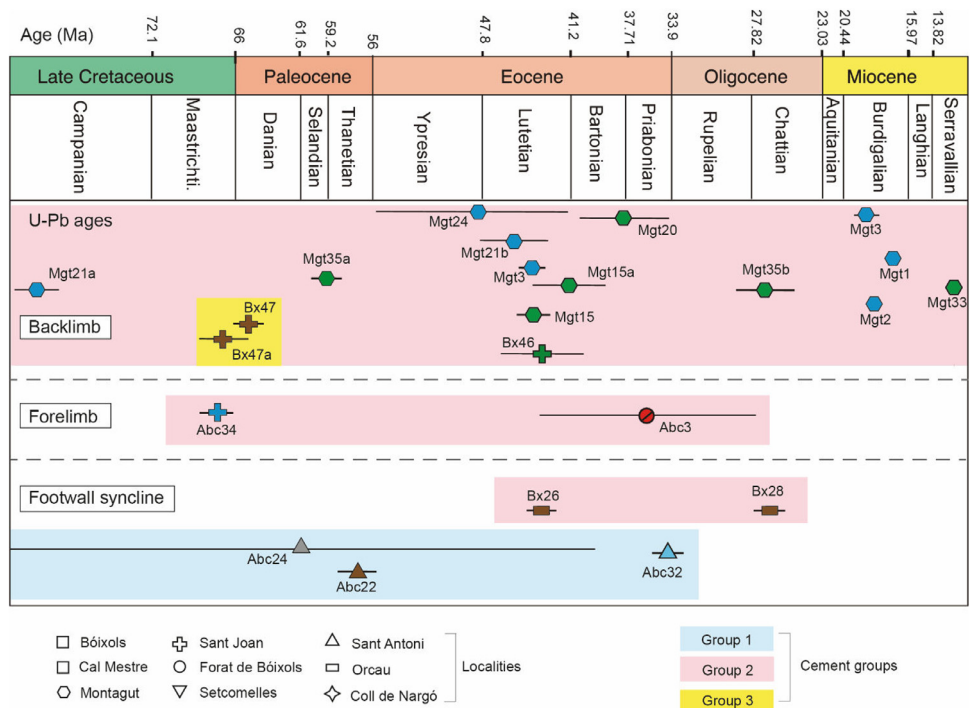 Age (Ma) 72.1 66 61.6 59.2 56 47.8 41.2 37.71 33.9 27.82 23.03 20.44 15.97 13.82
Late Cretaceous Paleocene Eocene Oligocene Miocene
Campanian Maastrichti. Danian Selandian Thanetian Ypresian Lutetian Bartonian Priabonian Rupelian Chattian Aquitanian Burdigalian Langhian Serravallian
U-Pb ages
Mgt24 Mgt20 Mgt3
Mgt21b
Mgt21a Mgt35a Mgt3 Mgt15a Mgt35b Mgt1
Mgt33
Bx47 Mgt15 Mgt2
Backlimb
Bx47a Bx46
Forelimb
Abc34 Abc3
Footwall syncline
Bx26 Bx28
Abc24 Abc32
Abc22
Bóixols Sant Joan Sant Antoni Group 1
Cal Mestre Forat de Bóixols Orcau Localities Group 2 Cement groups
Montagut Setcomelles Coll de Nargó Group 3